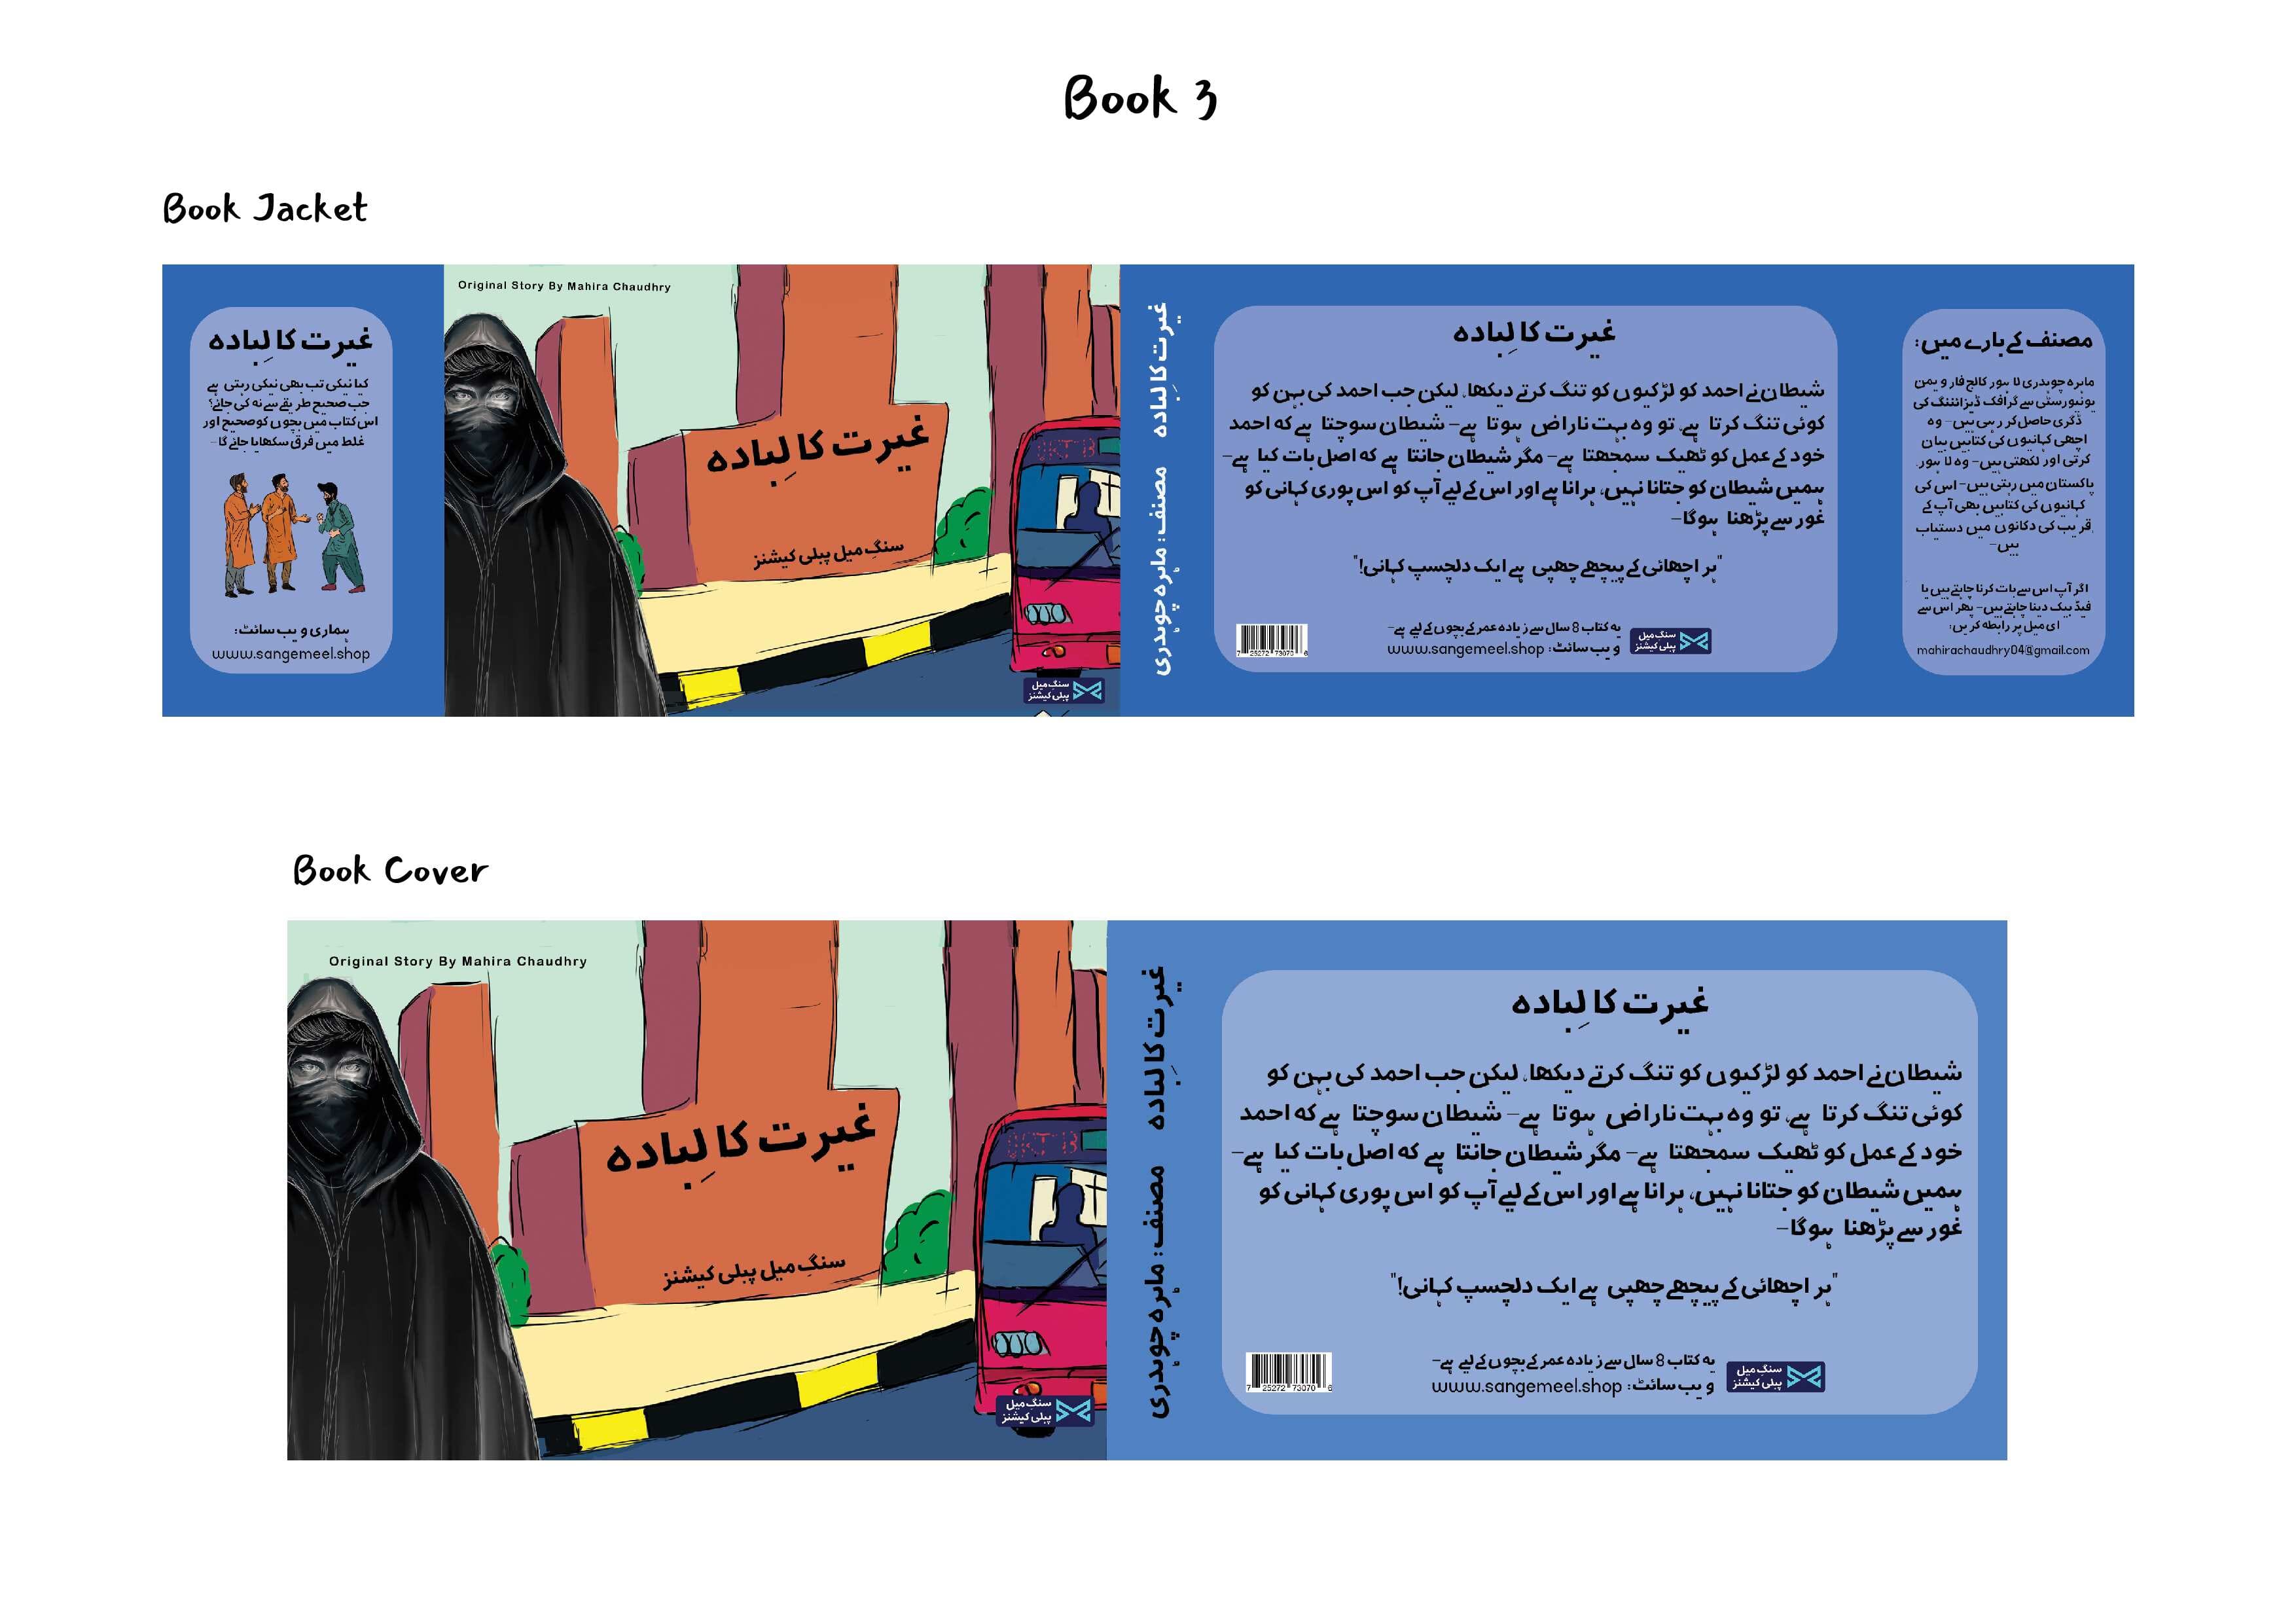 Book 3
Book Jacket
غیرت کا لِبادہ
کیا نیکی تب بھی نیکی رہتی ہے
جب صحیح طریقے سے نہ کی جائے؟
اس کتاب میں بچوں کو صحیح اور
غلط میں فرق سکھایا جائے گا-
ہماری ویب سائٹ:
www.sangemeel.shop
Original Story By Mahira Chaudhry
غیرت کا لِبادہ
سنگِ میل پبلی کیشنز
سنگِ میل
پبلی کیشنز
غیرت کا لِبادہ مصنف: ماہرہ چوہدری
غیرت کا لِبادہ
شیطان نے احمد کو لڑکیوں کو تنگ کرتے دیکھا، لیکن جب احمد کی بہن کو
کوئی تنگ کرتا ہے، تو وہ بہت ناراض ہوتا ہے- شیطان سوچتا ہے کہ احمد
خود کے عمل کو ٹھیک سمجھتا ہے- مگر شیطان جانتا ہے کہ اصل بات کیا ہے-
ہمیں شیطان کو جتانا نہیں، ہرانا ہے اور اس کے لیے آپ کو اس پوری کہانی کو
غور سے پڑھنا ہوگا-
"ہر اچھائی کے پیچھے چھپی ہے ایک دلچسپ کہانی!"
یہ کتاب 8 سال سے زیادہ عمر کے بچوں کے لیے ہے-
ویب سائٹ: www.sangemeel.shop
سنگِ میل
پبلی کیشنز
7 25272 73070 6
مصنف کے بارے میں:
ماہرہ چوہدری لاہور کالج فار ویمن
یونیورسٹی سے گرافک ڈیزائننگ کی
ڈگری حاصل کر رہی ہیں- وہ
اچھی کہانیوں کی کتابیں بیان
کرتی اور لکھتی ہیں- وہ لاہور،
پاکستان میں رہتی ہیں- اس کی
کہانیوں کی کتابیں بھی آپ کے
قریب کی دکانوں میں دستیاب
ہیں-
اگر آپ اس سے بات کرنا چاہتے ہیں یا
فیڈ بیک دینا چاہتے ہیں- پھر اس سے
ای میل پر رابطہ کریں:
mahirachaudhry04@gmail.com
Book Cover
Original Story By Mahira Chaudhry
غیرت کا لِبادہ
سنگِ میل پبلی کیشنز
سنگِ میل
پبلی کیشنز
غیرت کا لِبادہ مصنف: ماہرہ چوہدری
غیرت کا لِبادہ
شیطان نے احمد کو لڑکیوں کو تنگ کرتے دیکھا، لیکن جب احمد کی بہن کو
کوئی تنگ کرتا ہے، تو وہ بہت ناراض ہوتا ہے- شیطان سوچتا ہے کہ احمد
خود کے عمل کو ٹھیک سمجھتا ہے- مگر شیطان جانتا ہے کہ اصل بات کیا ہے-
ہمیں شیطان کو جتانا نہیں، ہرانا ہے اور اس کے لیے آپ کو اس پوری کہانی کو
غور سے پڑھنا ہوگا-
"ہر اچھائی کے پیچھے چھپی ہے ایک دلچسپ کہانی!"
یہ کتاب 8 سال سے زیادہ عمر کے بچوں کے لیے ہے-
ویب سائٹ: www.sangemeel.shop
سنگِ میل
پبلی کیشنز
7 25272 73070 6